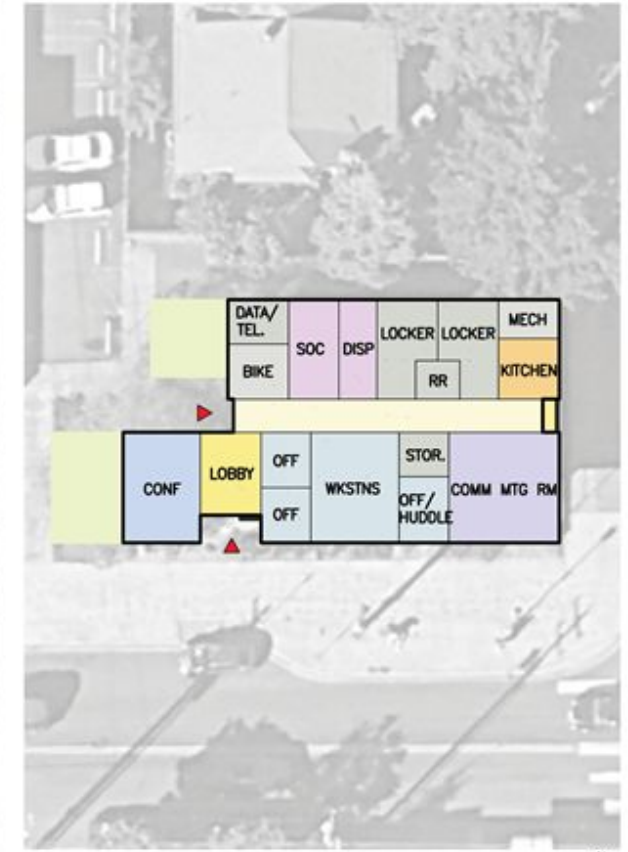 DATA/
TEL.
BIKE
SOC
DISP
LOCKER
LOCKER
RR
MECH
KITCHEN
CONF
LOBBY
OFF
OFF
WKSTNS
STOR.
OFF/
HUDDLE
COMM MTG RM